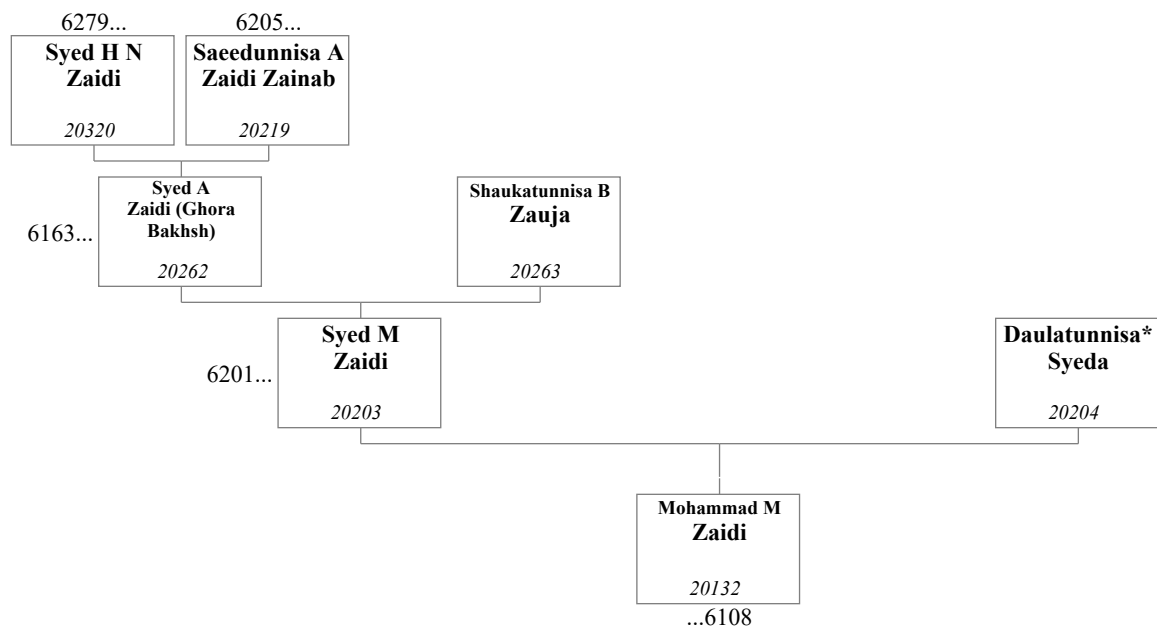 6279...
6205...
Syed H N
Zaidi
20320
Saeedunnisa A
Zaidi Zainab
20219
6163...
Syed A
Zaidi (Ghora
Bakhsh)
20262
Shaukatunnisa B
Zauja
20263
6201...
Syed M
Zaidi
20203
Daulatunnisa*
Syeda
20204
Mohammad M
Zaidi
20132
...6108